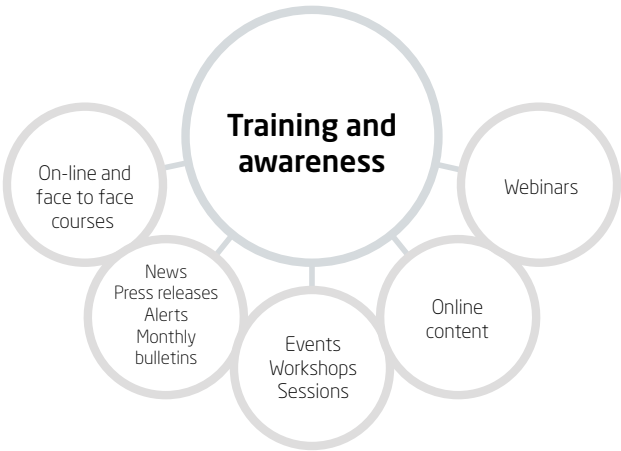 Training and
awareness
On-line and
face to face
courses
News
Press releases
Alerts
Monthly
bulletins
Events
Workshops
Sessions
Online
content
Webinars